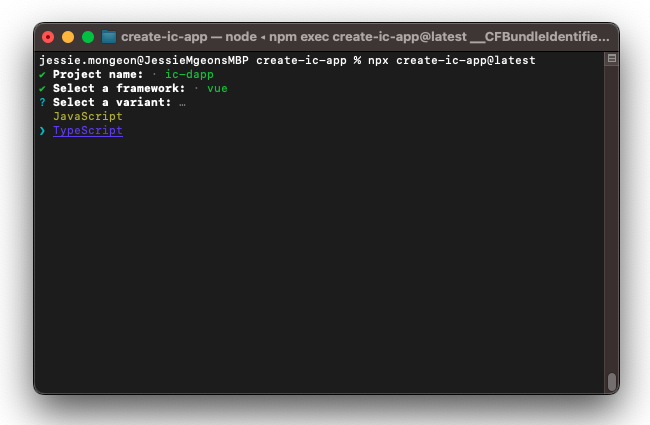 create-ic-app — node ◂ npm exec create-ic-app@latest __CFBundleIdentifie...
jessie.mongeon@JessieMgeonsMBP create-ic-app % npx create-ic-app@latest
✔ Project name: · ic-dapp
✔ Select a framework: · vue
? Select a variant: …
JavaScript
❯ TypeScript